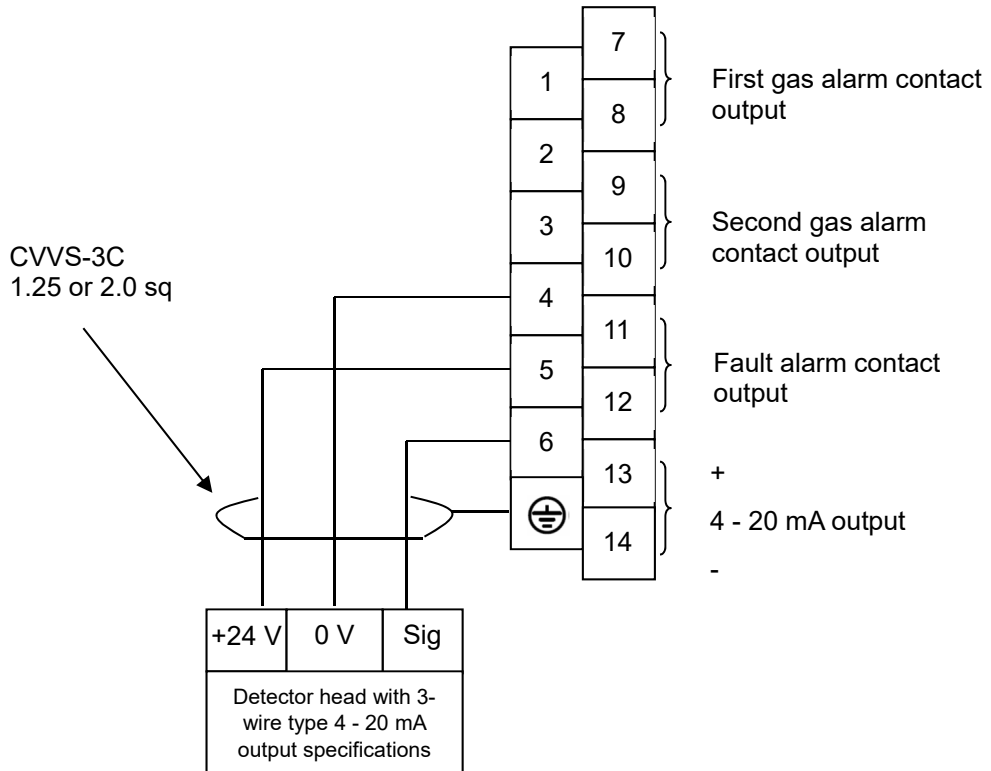 7
First gas alarm contact
output
1
8
2
9
Second gas alarm
contact output
3
10
CVVS-3C
1.25 or 2.0 sq
4
11
Fault alarm contact
output
5
12
6
13
+
4 - 20 mA output
14
-
+24 V
0 V
Sig
Detector head with 3-
wire type 4 - 20 mA
output specifications